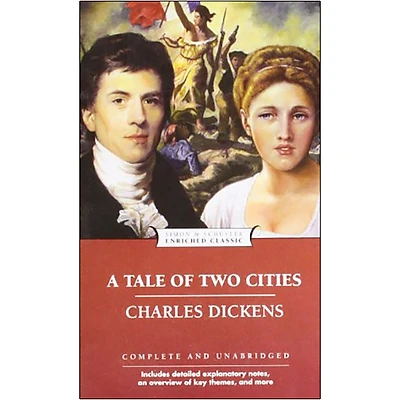 SIMON & SCHUSTER
ENRICHED CLASSIC
A TALE OF TWO CITIES
CHARLES DICKENS
COMPLETE AND UNABRIDGED
Includes detailed explanatory notes,
an overview of key themes, and more